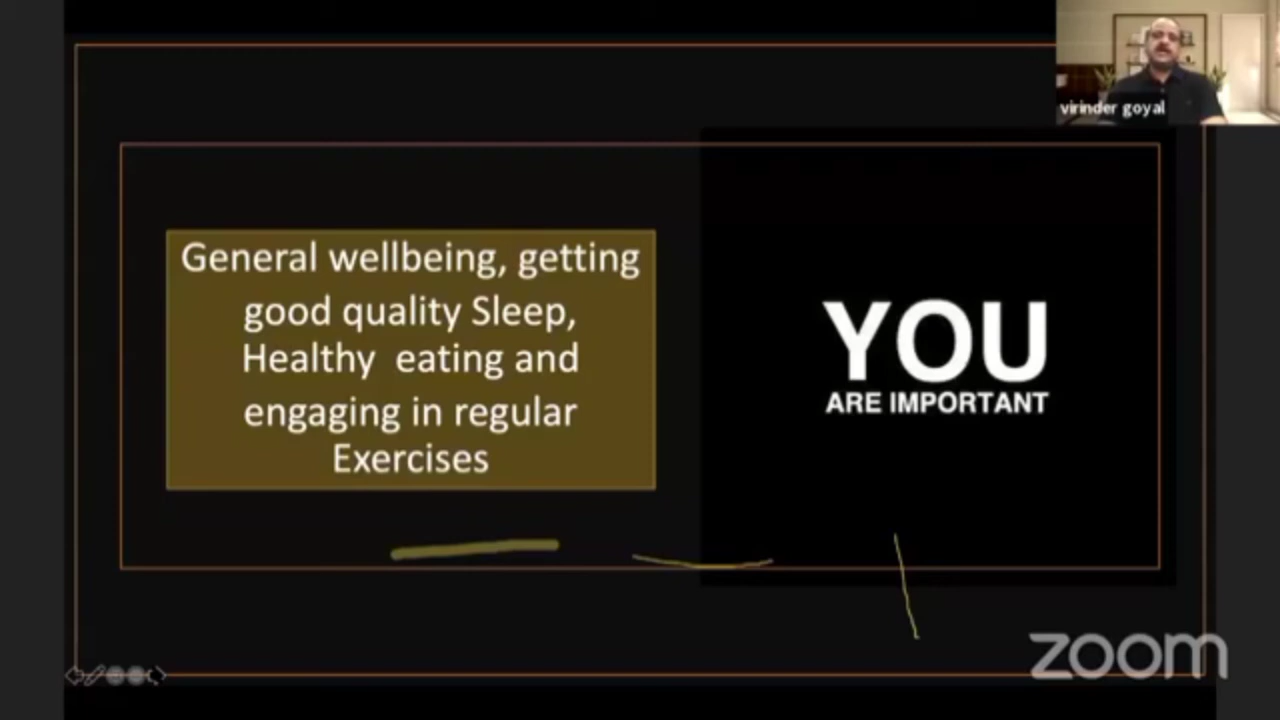 virinder goyal
General wellbeing, getting
good quality Sleep,
Healthy eating and
engaging in regular
Exercises
YOU
ARE IMPORTANT
zoom